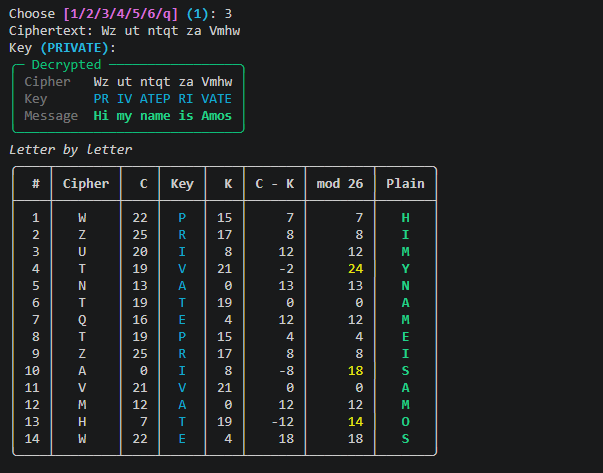 Choose [1/2/3/4/5/6/q] (1): 3
Ciphertext: Wz ut ntqt za Vmhw
Key (PRIVATE):
Decrypted
Cipher Wz ut ntqt za Vmhw
Key PR IV ATEP RI VATE
Message Hi my name is Amos
Letter by letter
# Cipher C Key K C - K mod 26 Plain
1 W 22 P 15 7 7 H
2 Z 25 R 17 8 8 I
3 U 20 I 8 12 12 M
4 T 19 V 21 -2 24 Y
5 N 13 A 0 13 13 N
6 T 19 T 19 0 0 A
7 Q 16 E 4 12 12 M
8 T 19 P 15 4 4 E
9 Z 25 R 17 8 8 I
10 A 0 I 8 -8 18 S
11 V 21 V 21 0 0 A
12 M 12 A 0 12 12 M
13 H 7 T 19 -12 14 O
14 W 22 E 4 18 18 S